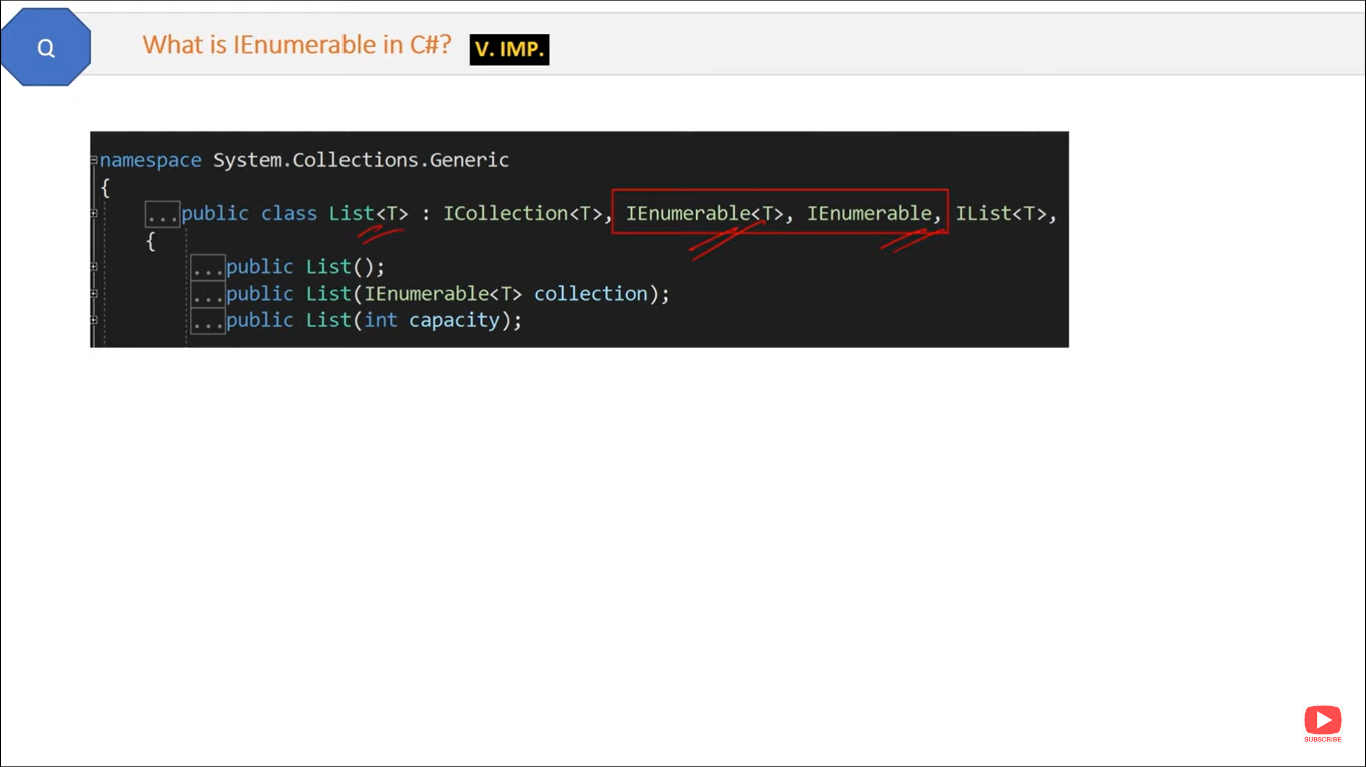 Q
What is IEnumerable in C#? V. IMP.
namespace System.Collections.Generic
{
...public class List<T> : ICollection<T>, IEnumerable<T>, IEnumerable, IList<T>,
{
...public List();
...public List(IEnumerable<T> collection);
...public List(int capacity);
SUBSCRIBE